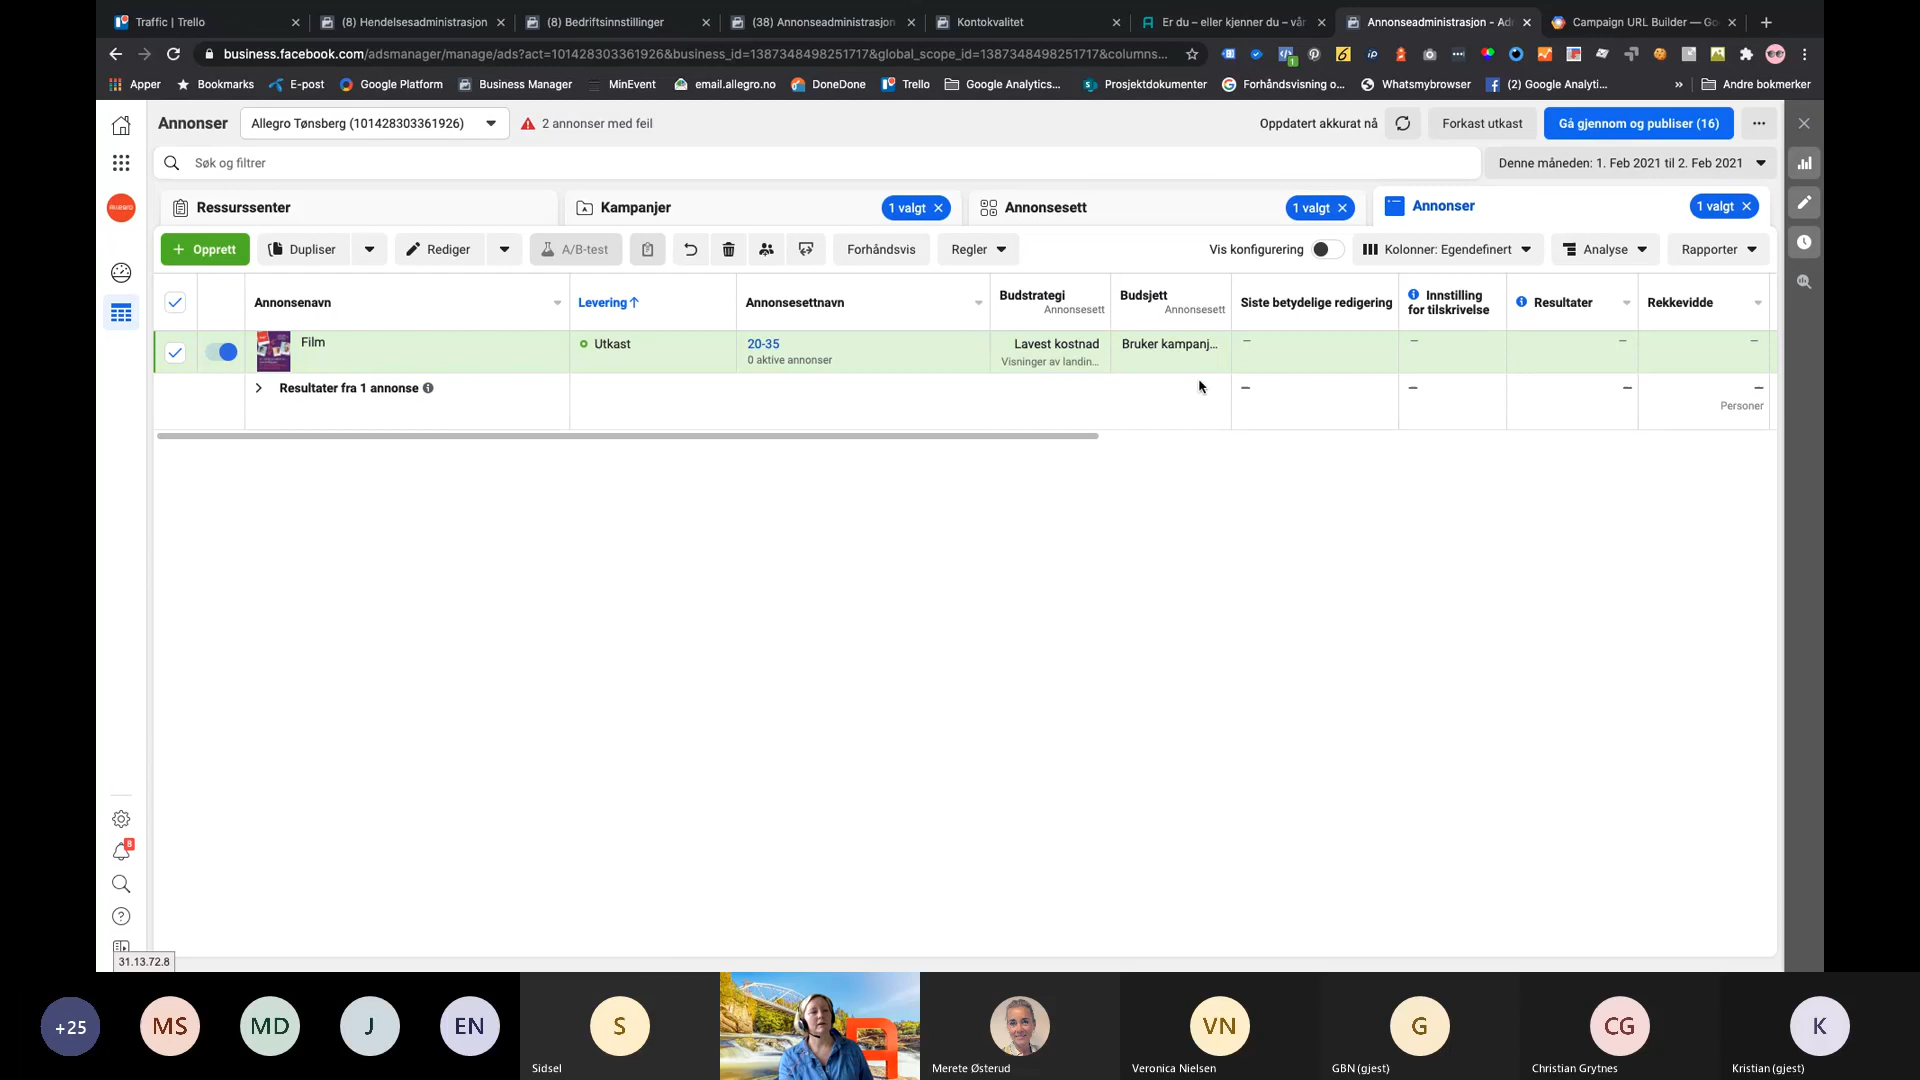 Traffic | Trello
(8) Hendelsesadministrasjon
(8) Bedriftsinnstillinger
(38) Annonseadministrasjon
Kontokvalitet
Er du – eller kjenner du – vår
Annonseadministrasjon - Ad
Campaign URL Builder — Go
business.facebook.com/adsmanager/manage/ads?act=101428303361926&business_id=1387348498251717&global_scope_id=1387348498251717&columns...
Apper
Bookmarks
E-post
Google Platform
Business Manager
MinEvent
email.allegro.no
DoneDone
Trello
Google Analytics...
Prosjektdokumenter
Forhåndsvisning o...
Whatsmybrowser
(2) Google Analyti...
»
Andre bokmerker
Annonser
Allegro Tønsberg (101428303361926)
2 annonser med feil
Oppdatert akkurat nå
Forkast utkast
Gå gjennom og publiser (16)
Søk og filtrer
Denne måneden: 1. Feb 2021 til 2. Feb 2021
Ressurssenter
Kampanjer
1 valgt
Annonsesett
1 valgt
Annonser
1 valgt
+ Opprett
Dupliser
Rediger
A/B-test
Forhåndsvis
Regler
Vis konfigurering
Kolonner: Egendefinert
Analyse
Rapporter
Annonsenavn
Levering↑
Annonsesettnavn
Budstrategi
Annonsesett
Budsjett
Annonsesett
Siste betydelige redigering
Innstilling for tilskrivelse
Resultater
Rekkevidde
Film
Utkast
20-35
0 aktive annonser
Lavest kostnad
Visninger av landin...
Bruker kampanj...
–
–
–
–
Resultater fra 1 annonse
–
–
–
–
Personer
8
31.13.72.8
+25
MS
MD
J
EN
S
Sidsel
Merete Østerud
VN
Veronica Nielsen
G
GBN (gjest)
CG
Christian Grytnes
K
Kristian (gjest)